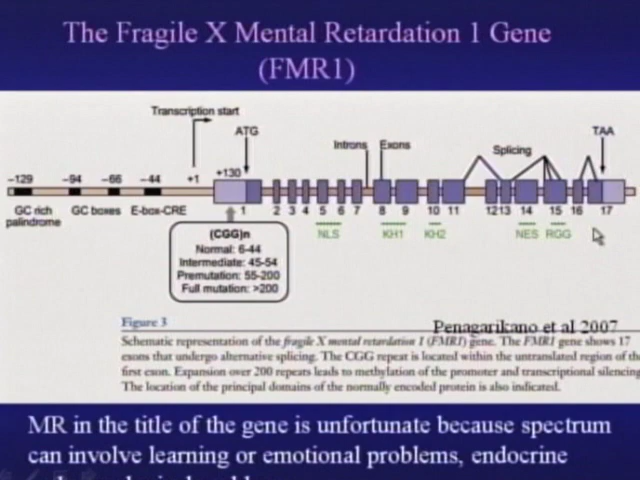 The Fragile X Mental Retardation 1 Gene
(FMR1)
Transcription start
ATG
Introns Exons
Splicing
TAA
-129 -94 -66 -44 +1 +130
GC rich palindrome
GC boxes
E-box-CRE
1 2 3 4 5 6 7 8 9 10 11 12 13 14 15 16 17
NLS KH1 KH2 NES RGG
(CGG)n
Normal: 6-44
Intermediate: 45-54
Premutation: 55-200
Full mutation: >200
Figure 3
Penagarikano et al 2007
Schematic representation of the fragile X mental retardation 1 (FMR1) gene. The FMR1 gene shows 17
exons that undergo alternative splicing. The CGG repeat is located within the untranslated region of the
first exon. Expansion over 200 repeats leads to methylation of the promoter and transcriptional silencing
The location of the principal domains of the normally encoded protein is also indicated.
MR in the title of the gene is unfortunate because spectrum
can involve learning or emotional problems, endocrine